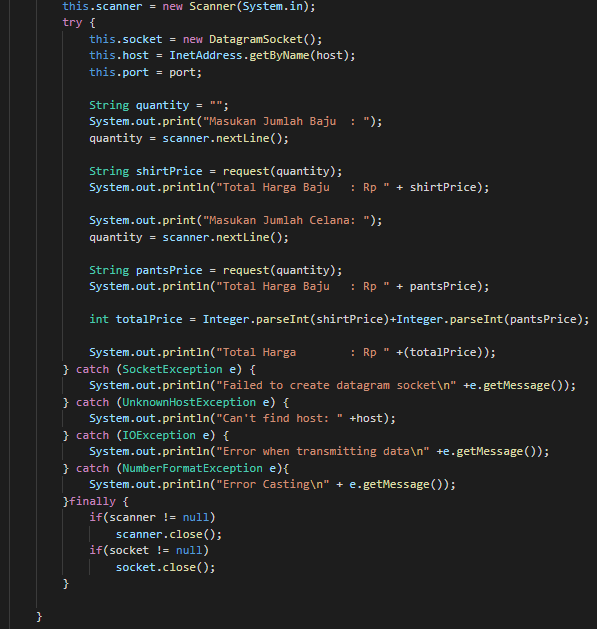 this.scanner = new Scanner(System.in);
try {
this.socket = new DatagramSocket();
this.host = InetAddress.getByName(host);
this.port = port;
String quantity = "";
System.out.print("Masukan Jumlah Baju  : ");
quantity = scanner.nextLine();
String shirtPrice = request(quantity);
System.out.println("Total Harga Baju   : Rp " + shirtPrice);
System.out.print("Masukan Jumlah Celana: ");
quantity = scanner.nextLine();
String pantsPrice = request(quantity);
System.out.println("Total Harga Baju   : Rp " + pantsPrice);
int totalPrice = Integer.parseInt(shirtPrice)+Integer.parseInt(pantsPrice);
System.out.println("Total Harga        : Rp " +(totalPrice));
} catch (SocketException e) {
System.out.println("Failed to create datagram socket\n" +e.getMessage());
} catch (UnknownHostException e) {
System.out.println("Can't find host: " +host);
} catch (IOException e) {
System.out.println("Error when transmitting data\n" +e.getMessage());
} catch (NumberFormatException e){
System.out.println("Error Casting\n" + e.getMessage());
}finally {
if(scanner != null)
scanner.close();
if(socket != null)
socket.close();
}
}